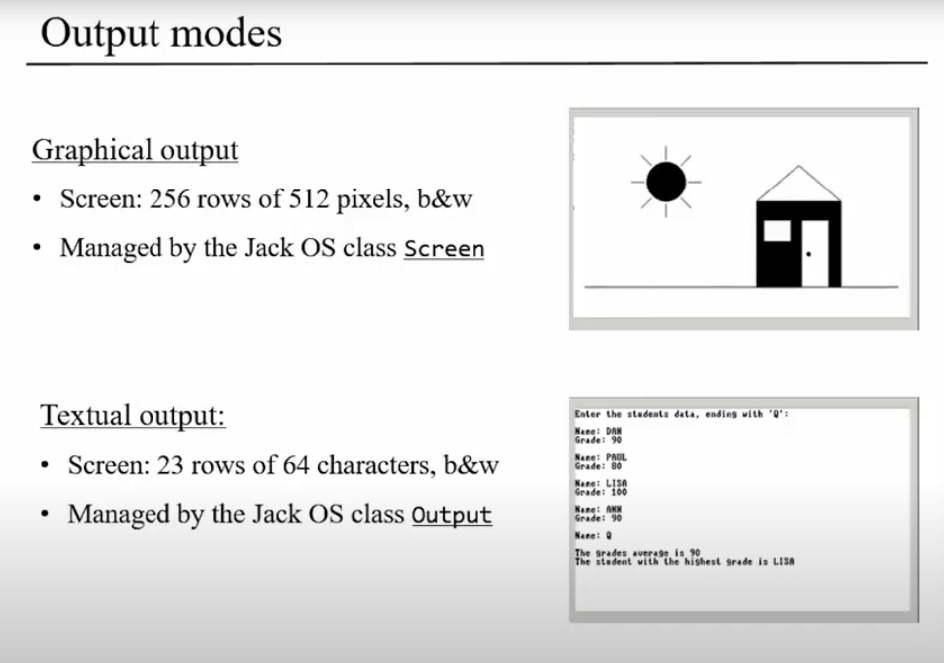 Output modes
Graphical output
• Screen: 256 rows of 512 pixels, b&w
• Managed by the Jack OS class Screen
Textual output:
• Screen: 23 rows of 64 characters, b&w
• Managed by the Jack OS class Output
Enter the students data, ending with 'Q':
Name: DAN
Grade: 90
Name: PAUL
Grade: 80
Name: LISA
Grade: 100
Name: ANN
Grade: 90
Name: Q
The grades average is 90
The student with the highest grade is LISA